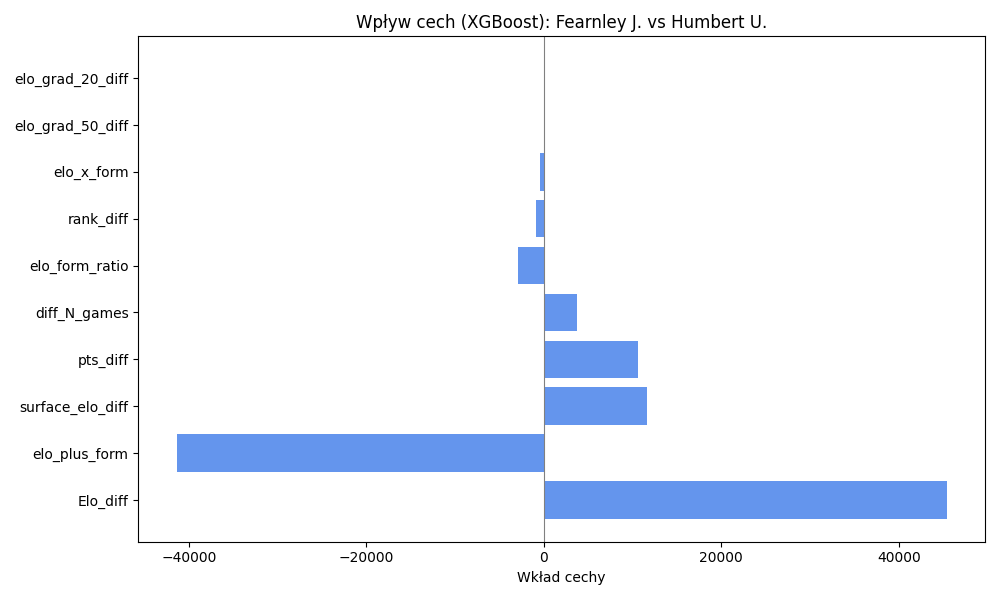 Wpływ cech (XGBoost): Fearnley J. vs Humbert U.
elo_grad_20_diff
elo_grad_50_diff
elo_x_form
rank_diff
elo_form_ratio
diff_N_games
pts_diff
surface_elo_diff
elo_plus_form
Elo_diff
−40000 −20000 0 20000 40000
Wkład cechy